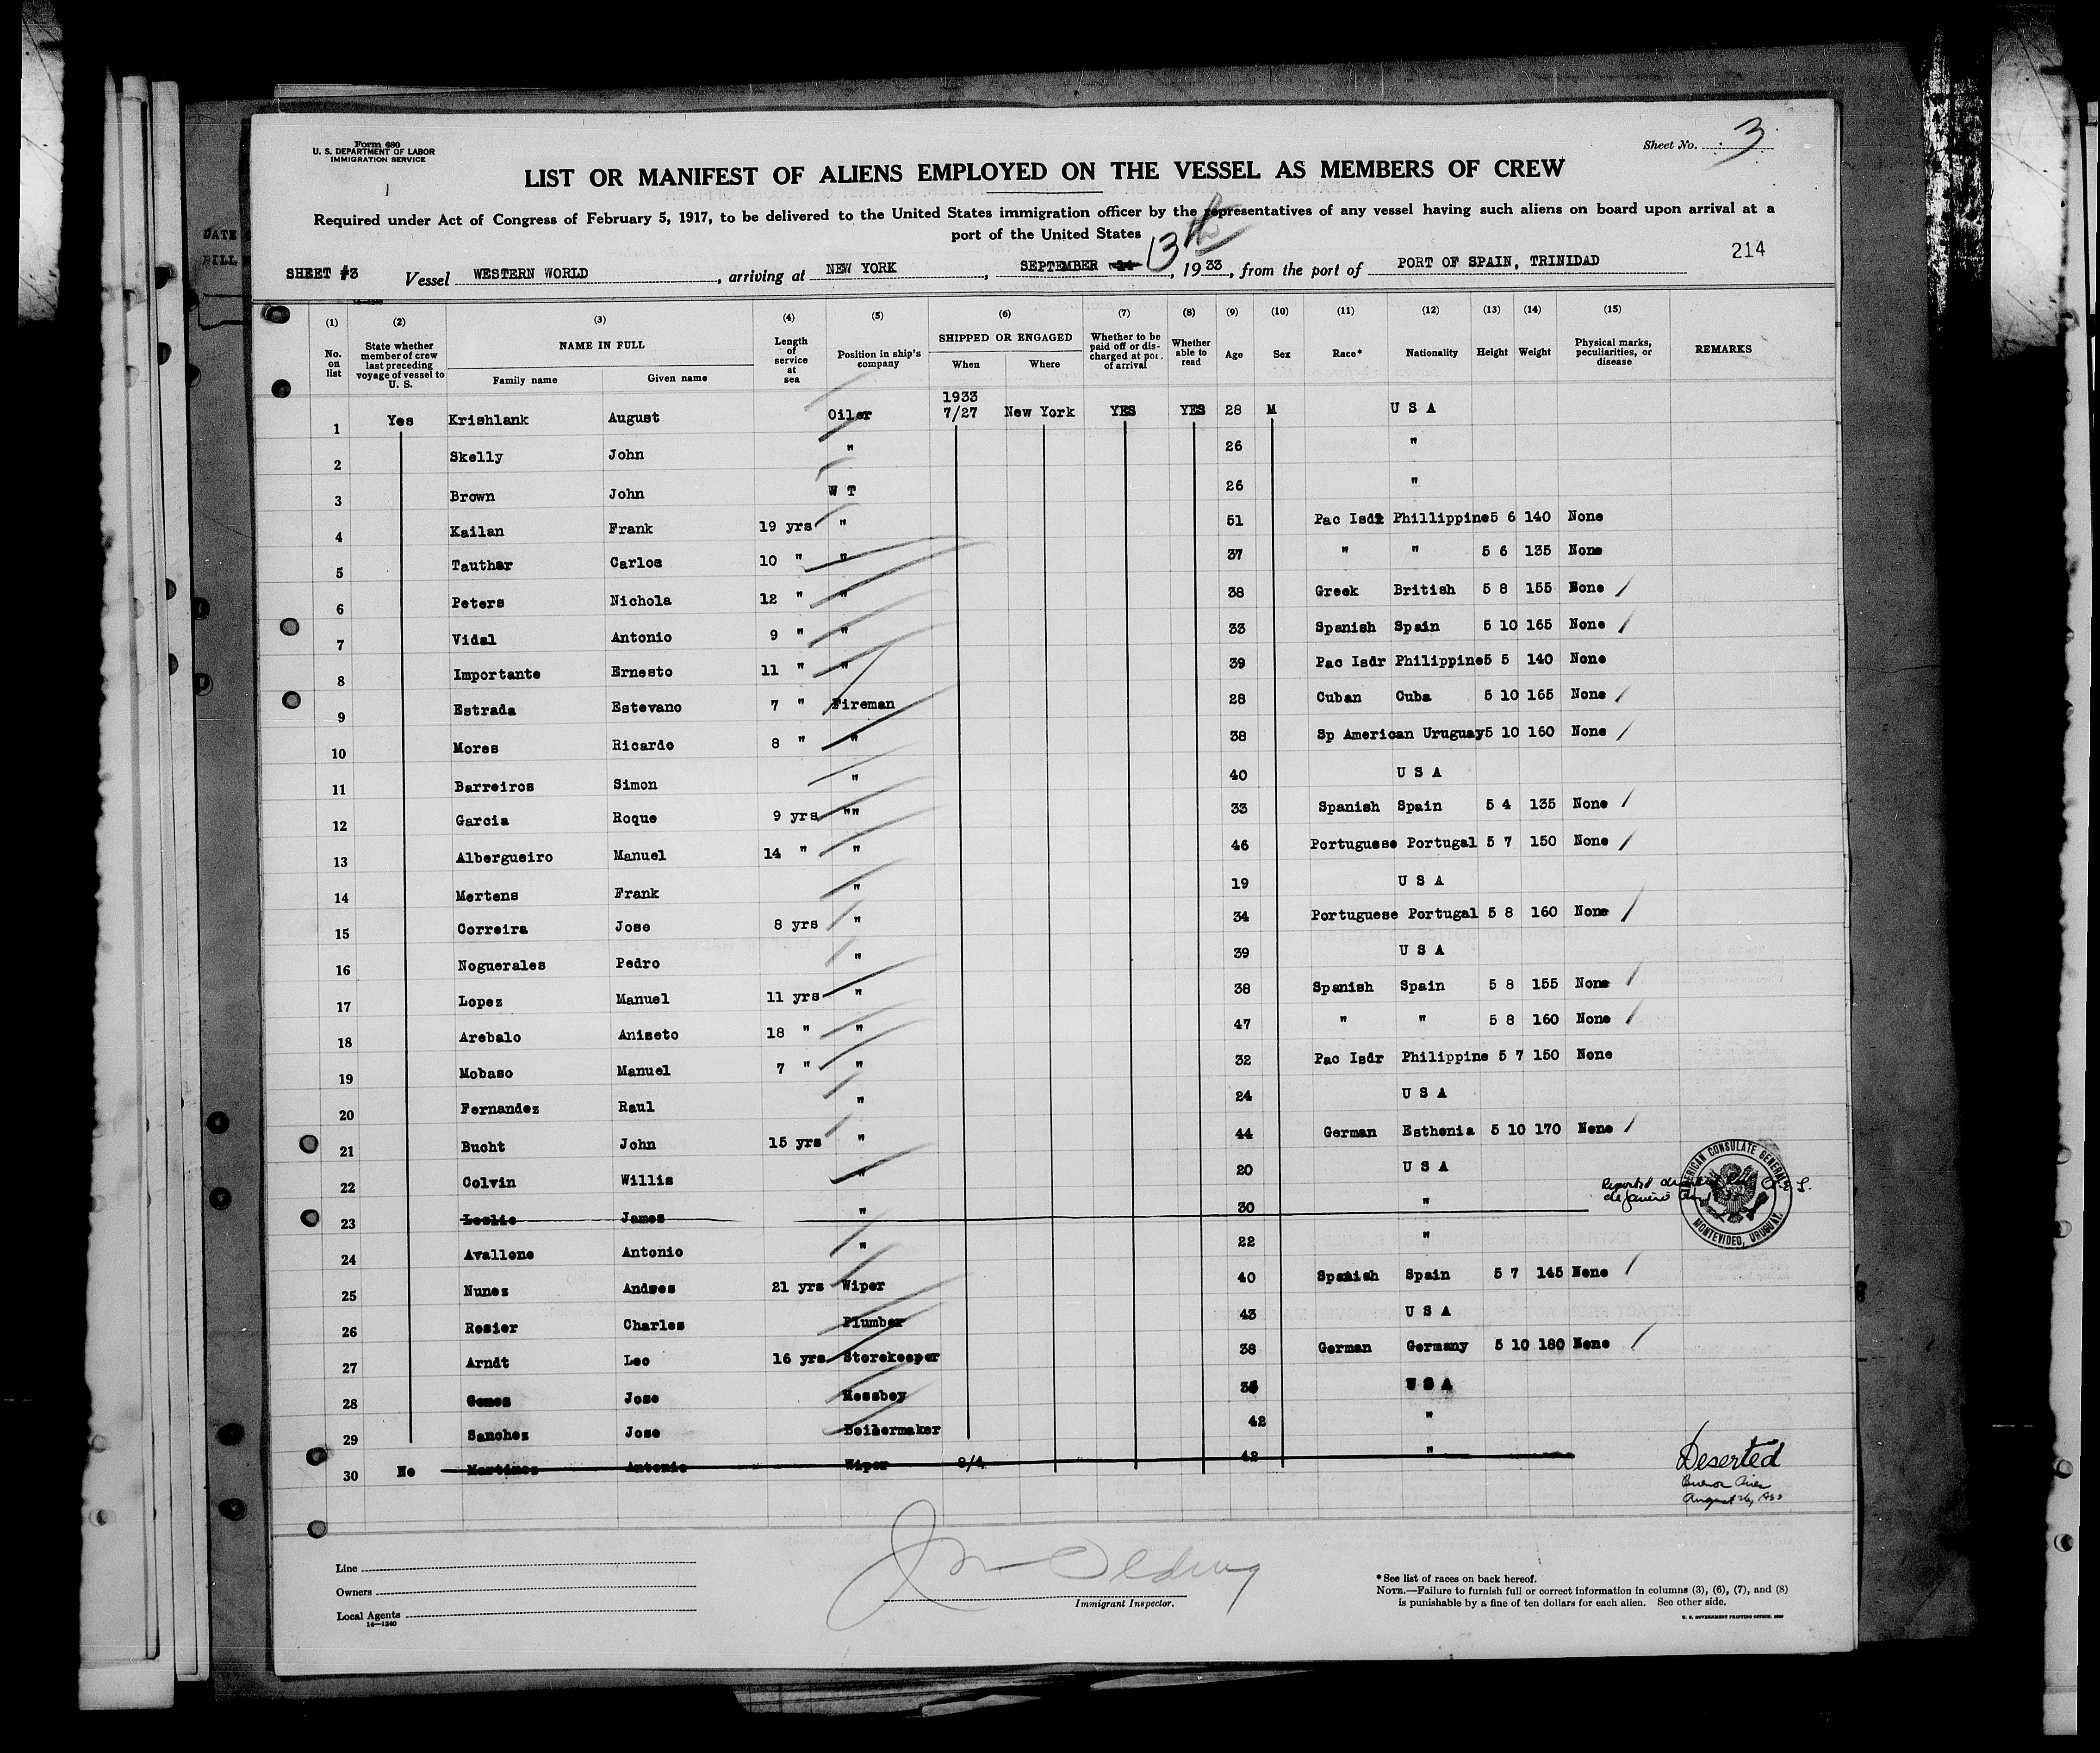 Form 680
U. S. DEPARTMENT OF LABOR
IMMIGRATION SERVICE
Sheet No. 3
LIST OR MANIFEST OF ALIENS EMPLOYED ON THE VESSEL AS MEMBERS OF CREW
Required under Act of Congress of February 5, 1917, to be delivered to the United States immigration officer by the representatives of any vessel having such aliens on board upon arrival at a
port of the United States
214
SHEET #3 Vessel WESTERN WORLD, arriving at NEW YORK, SEPTEMBER 14 13th, 1933, from the port of PORT OF SPAIN, TRINIDAD
(1) (2) (3) (4) (5) (6) (7) (8) (9) (10) (11) (12) (13) (14) (15)
No. on list State whether member of crew last preceding voyage of vessel to U. S. NAME IN FULL Family name Given name Length of service at sea Position in ship's company SHIPPED OR ENGAGED When Where Whether to be paid off or discharged at port of arrival Whether able to read Age Sex Race* Nationality Height Weight Physical marks, peculiarities, or disease REMARKS
1933
1 Yes Krishlank August Oiler 7/27 New York YES YES 28 M U S A
2 Skelly John " 26 "
3 Brown John W T 26 "
4 Kailan Frank 19 yrs " 51 Pac Isdr Phillippine 5 6 140 None
5 Tauther Carlos 10 " " 37 " " 5 6 135 None
6 Peters Nichola 12 " " 38 Greek British 5 8 155 None
7 Vidal Antonio 9 " " 33 Spanish Spain 5 10 165 None
8 Importante Ernesto 11 " " 39 Pac Isdr Philippine 5 5 140 None
9 Estrada Estevano 7 " Fireman 28 Cuban Cuba 5 10 165 None
10 Mores Ricardo 8 " " 38 Sp American Uruguay 5 10 160 None
11 Barreiros Simon " 40 U S A
12 Garcia Roque 9 yrs "" 33 Spanish Spain 5 4 135 None
13 Albergueiro Manuel 14 " " 46 Portuguese Portugal 5 7 150 None
14 Mertens Frank " 19 U S A
15 Correira Jose 8 yrs " 34 Portuguese Portugal 5 8 160 None
16 Noguerales Pedro " 39 U S A
17 Lopez Manuel 11 yrs " 38 Spanish Spain 5 8 155 None
18 Arebalo Aniseto 18 " " 47 " " 5 8 160 None
19 Mobaso Manuel 7 " " 32 Pac Isdr Philippine 5 7 150 None
20 Fernandez Raul " 24 U S A
21 Bucht John 15 yrs " 44 German Esthonia 5 10 170 None
22 Colvin Willis " 20 U S A
23 Leslie James " 30 "
AMERICAN CONSULATE GENERAL
MONTEVIDEO, URUGUAY.
24 Avallone Antonio " 22 "
25 Nunez Andres 21 yrs Wiper 40 Spanish Spain 5 7 145 None
26 Rosier Charles Plumber 43 U S A
27 Arndt Leo 16 yrs Storekeeper 38 German Germany 5 10 180 None
28 Gomes Jose Messboy U S A
29 Sanchez Jose Boilermaker 42 "
30 No Martinez Antonio Wiper 8/4 42 "
Deserted
Buenos Aires
August 26, 1933
Line
Owners
Local Agents
14—1240
Immigrant Inspector.
*See list of races on back hereof.
NOTE.—Failure to furnish full or correct information in columns (3), (6), (7), and (8)
is punishable by a fine of ten dollars for each alien. See other side.
U. S. GOVERNMENT PRINTING OFFICE: